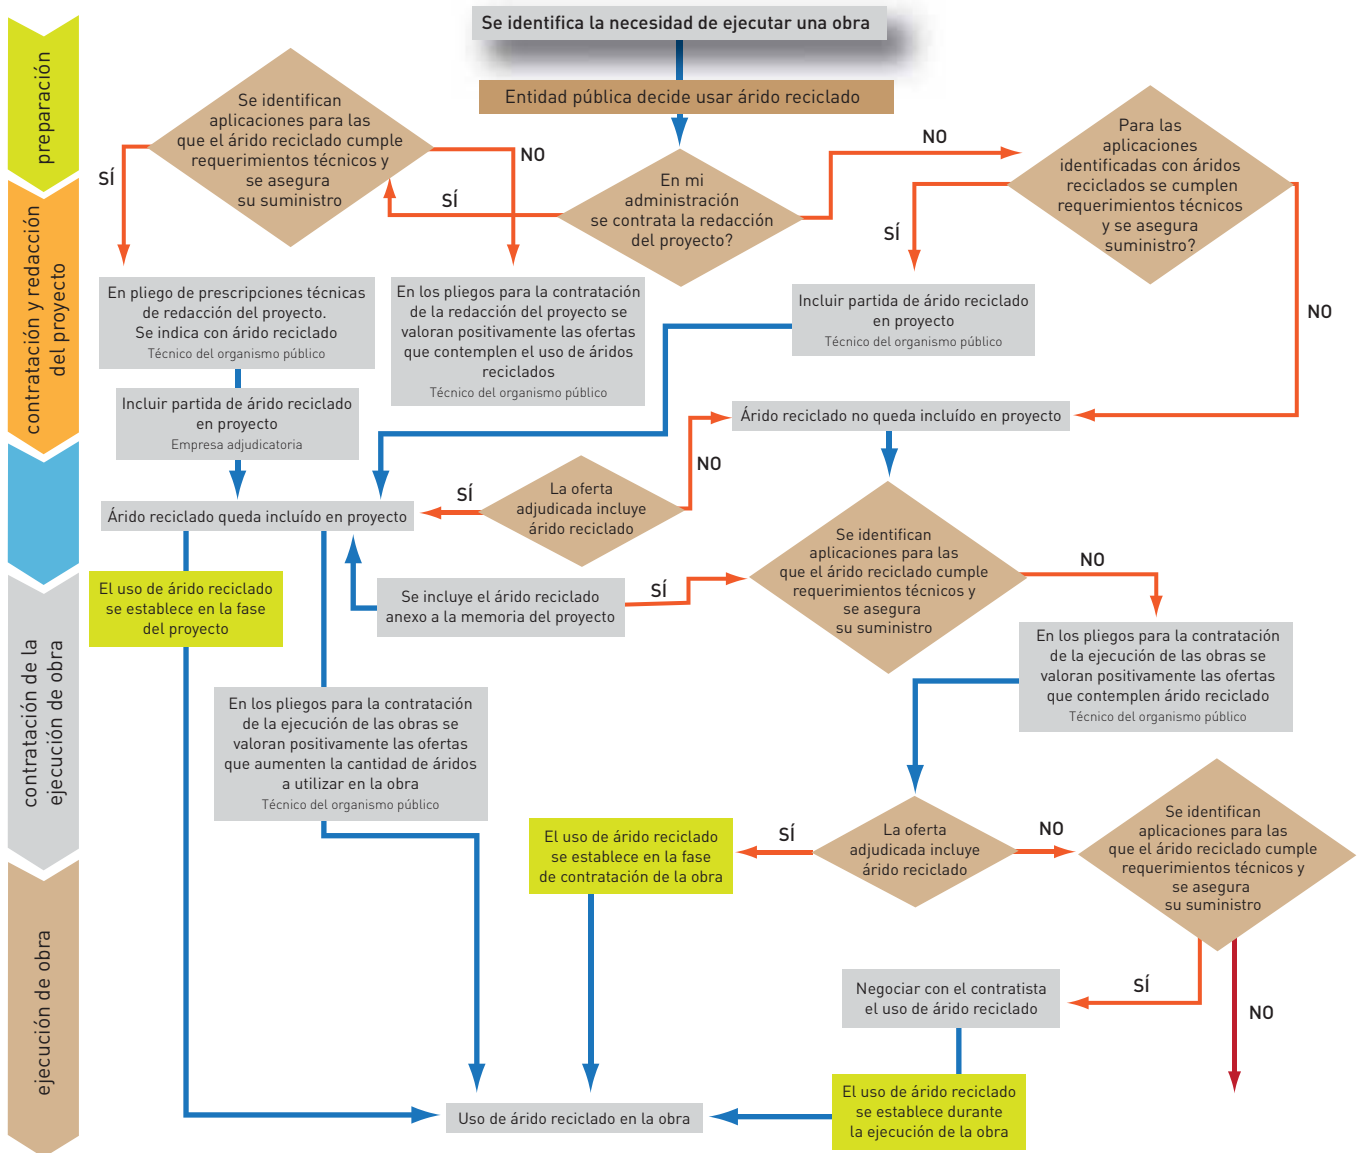 Se identifica la necesidad de ejecutar una obra
Entidad pública decide usar árido reciclado
preparación
contratación y redacción
del proyecto
contratación de la
ejecución de obra
ejecución de obra
Se identifican
aplicaciones para las
que el árido reciclado cumple
requerimientos técnicos y
se asegura
su suministro
SÍ
NO
SÍ
En mi
administración
se contrata la redacción
del proyecto?
NO
Para las
aplicaciones
identificadas con áridos
reciclados se cumplen
requerimientos técnicos
y se asegura
suministro?
SÍ
NO
En pliego de prescripciones técnicas
de redacción del proyecto.
Se indica con árido reciclado
Técnico del organismo público
En los pliegos para la contratación
de la redacción del proyecto se
valoran positivamente las ofertas
que contemplen el uso de áridos
reciclados
Técnico del organismo público
Incluir partida de árido reciclado
en proyecto
Técnico del organismo público
Incluir partida de árido reciclado
en proyecto
Empresa adjudicatoria
Árido reciclado no queda incluído en proyecto
NO
SÍ
La oferta
adjudicada incluye
árido reciclado
Árido reciclado queda incluído en proyecto
Se identifican
aplicaciones para las
que el árido reciclado cumple
requerimientos técnicos y
se asegura
su suministro
NO
El uso de árido reciclado
se establece en la fase
del proyecto
Se incluye el árido reciclado
anexo a la memoria del proyecto
SÍ
En los pliegos para la contratación
de la ejecución de las obras se
valoran positivamente las ofertas
que contemplen árido reciclado
Técnico del organismo público
En los pliegos para la contratación
de la ejecución de las obras se
valoran positivamente las ofertas
que aumenten la cantidad de áridos
a utilizar en la obra
Técnico del organismo público
El uso de árido reciclado
se establece en la fase
de contratación de la obra
SÍ
La oferta
adjudicada incluye
árido reciclado
NO
Se identifican
aplicaciones para las
que el árido reciclado cumple
requerimientos técnicos y
se asegura
su suministro
Negociar con el contratista
el uso de árido reciclado
SÍ
NO
El uso de árido reciclado
se establece durante
la ejecución de la obra
Uso de árido reciclado en la obra